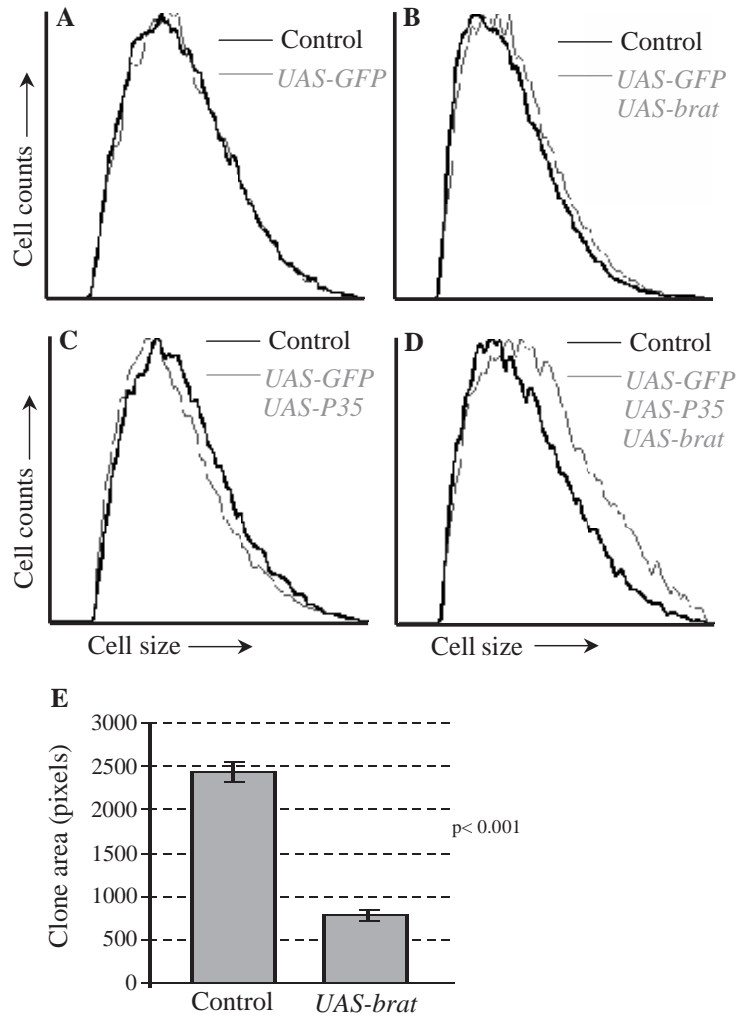 A
Control
UAS-GFP
Cell counts
B
Control
UAS-GFP
UAS-brat
C
Control
UAS-GFP
UAS-P35
Cell counts
Cell size
D
Control
UAS-GFP
UAS-P35
UAS-brat
Cell size
E
Clone area (pixels)
3000
2500
2000
1500
1000
500
0
p< 0.001
Control
UAS-brat